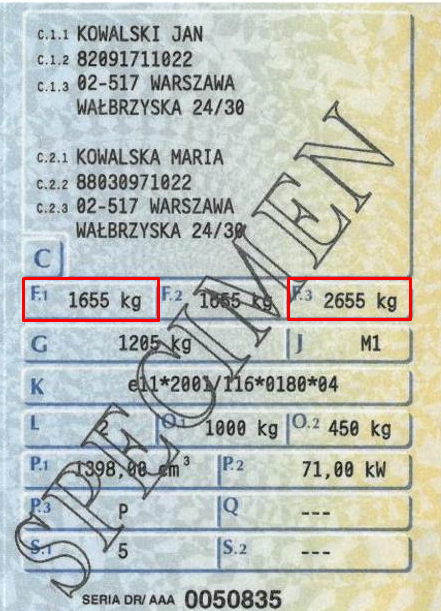 C.1.1 KOWALSKI JAN
C.1.2 82091711022
C.1.3 02-517 WARSZAWA
WAŁBRZYSKA 24/30
C.2.1 KOWALSKA MARIA
C.2.2 88030971022
C.2.3 02-517 WARSZAWA
WAŁBRZYSKA 24/30
C
F.1 1655 kg F.2 1655 kg F.3 2655 kg
G 1205 kg J M1
K e11*2001/116*0180*04
L 2 O.1 1000 kg O.2 450 kg
P.1 1398,00 cm³ P.2 71,00 kW
P.3 P Q ---
S.1 5 S.2 ---
SERIA DR/AAA 0050835
SPECIMEN